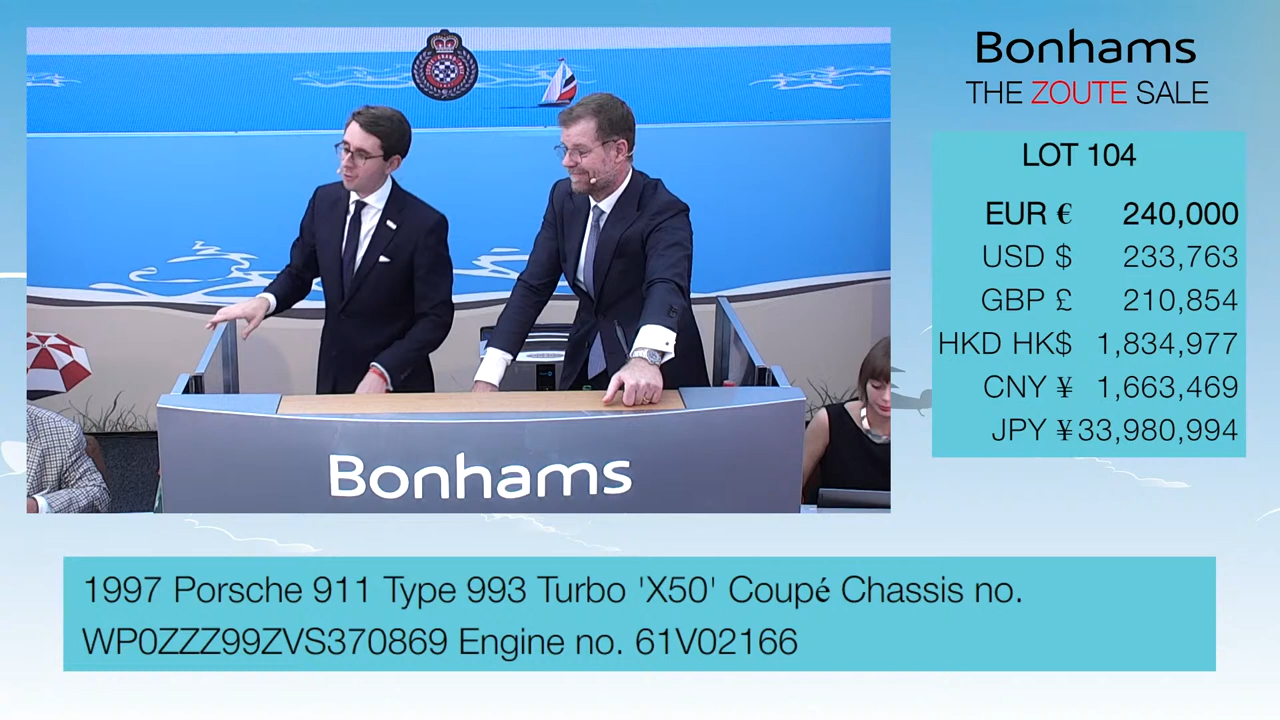 Bonhams
THE ZOUTE SALE
LOT 104
EUR € 240,000
USD $ 233,763
GBP £ 210,854
HKD HK$ 1,834,977
CNY ¥ 1,663,469
JPY ¥ 33,980,994
Bonhams
1997 Porsche 911 Type 993 Turbo 'X50' Coupé Chassis no.
WP0ZZZ99ZVS370869 Engine no. 61V02166